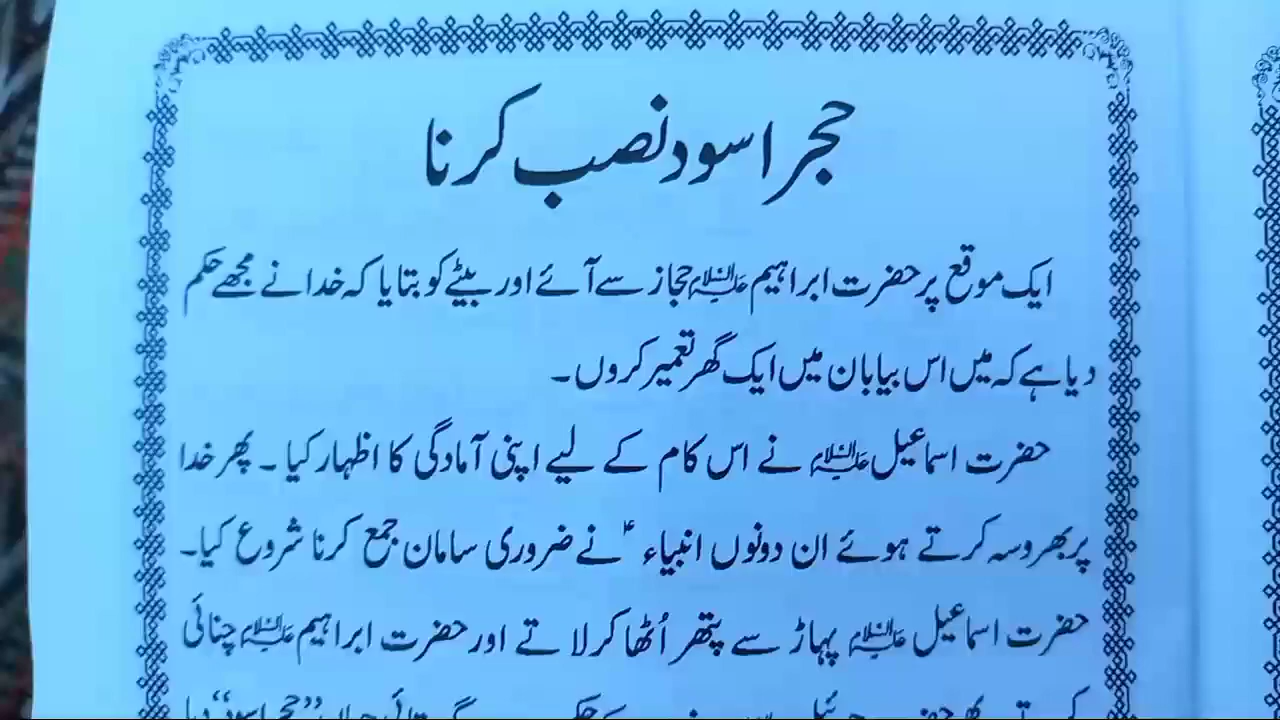 حجر اسود نصب کرنا
ایک موقع پر حضرت ابراہیم علیہ السلام حجاز سے آئے اور بیٹے کو بتایا کہ خدا نے مجھے حکم
دیا ہے کہ میں اس بیابان میں ایک گھر تعمیر کروں۔
حضرت اسماعیل علیہ السلام نے اس کام کے لیے اپنی آمادگی کا اظہار کیا۔ پھر خدا
پر بھروسہ کرتے ہوئے ان دونوں انبیاءؑ نے ضروری سامان جمع کرنا شروع کیا۔
حضرت اسماعیل علیہ السلام پہاڑ سے پتھر اُٹھا کر لاتے اور حضرت ابراہیم علیہ السلام چنائی